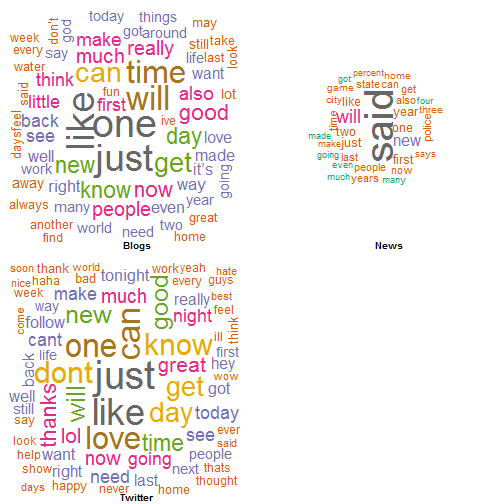 today things
week don't god got around may
every say make really still take
water much life last look
think can time want
days feel said little first fun will also lot
back like one ive good
see day love
well just get made
work new it's
away right know now way going
always many people even year
another world need two great
find home
Blogs
percent home
got state can
game get
city like also four
will said year three
time two one police
made just new
make
going last first says
even people now
much years many
News
soon thank world tonight work yeah hate
nice haha bad every guys
week make much good really best
come way new can night feel
follow one know ill think
cant first
back life dont just great hey
get wow
well will like day got
still thanks today
say love time see ever
look lol said
help want now going people
show right need last next thats
days happy never home thought
Twitter